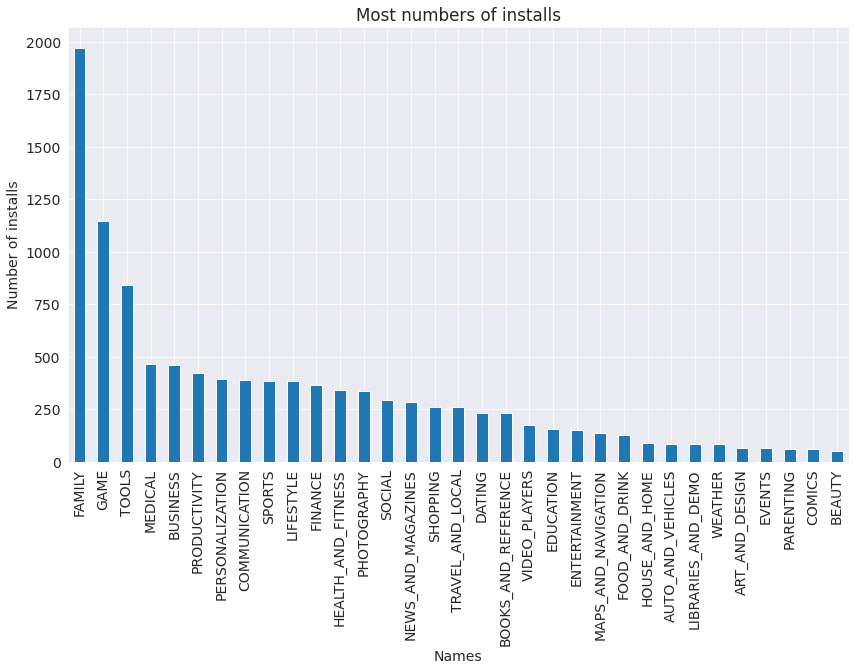 Most numbers of installs
Number of installs
2000
1750
1500
1250
1000
750
500
250
0
FAMILY
GAME
TOOLS
MEDICAL
BUSINESS
PRODUCTIVITY
PERSONALIZATION
COMMUNICATION
SPORTS
LIFESTYLE
FINANCE
HEALTH_AND_FITNESS
PHOTOGRAPHY
SOCIAL
NEWS_AND_MAGAZINES
SHOPPING
TRAVEL_AND_LOCAL
DATING
BOOKS_AND_REFERENCE
VIDEO_PLAYERS
EDUCATION
ENTERTAINMENT
MAPS_AND_NAVIGATION
FOOD_AND_DRINK
HOUSE_AND_HOME
AUTO_AND_VEHICLES
LIBRARIES_AND_DEMO
WEATHER
ART_AND_DESIGN
EVENTS
PARENTING
COMICS
BEAUTY
Names